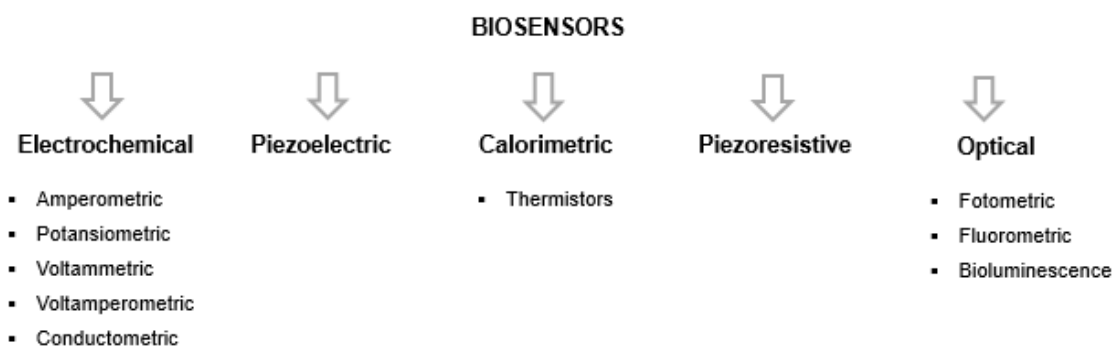 BIOSENSORS
Electrochemical
Piezoelectric
Calorimetric
Piezoresistive
Optical
▪ Amperometric
▪ Potansiometric
▪ Voltammetric
▪ Voltamperometric
▪ Conductometric
▪ Thermistors
▪ Fotometric
▪ Fluorometric
▪ Bioluminescence